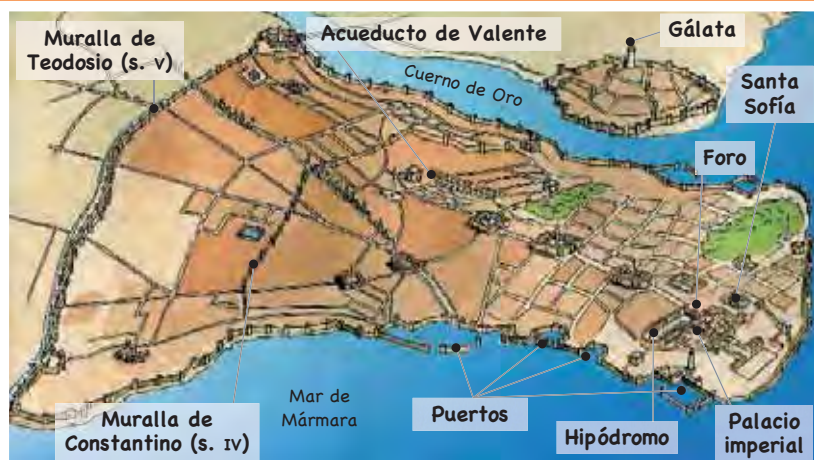 Muralla de
Teodosio (s. V)
Acueducto de Valente
Gálata
Cuerno de Oro
Santa
Sofía
Foro
Mar de
Mármara
Muralla de
Constantino (s. IV)
Puertos
Hipódromo
Palacio
imperial